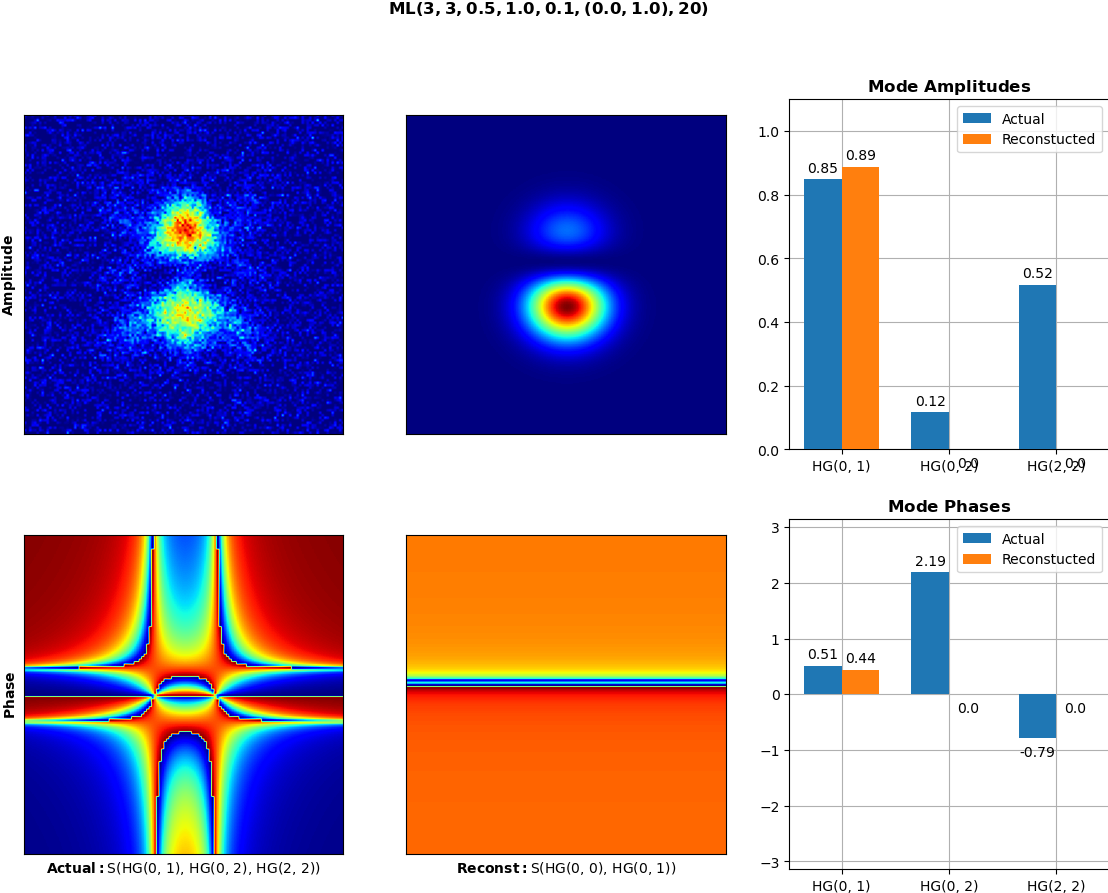 ML(3, 3, 0.5, 1.0, 0.1, (0.0, 1.0), 20)
Amplitude
Mode Amplitudes
Actual
Reconstucted
1.0
0.8
0.6
0.4
0.2
0.0
0.85
0.89
0.12
0.0
0.52
0.0
HG(0, 1)
HG(0, 2)
HG(2, 2)
Phase
Actual: S(HG(0, 1), HG(0, 2), HG(2, 2))
Reconst: S(HG(0, 0), HG(0, 1))
Mode Phases
Actual
Reconstucted
3
2
1
0
−1
−2
−3
0.51
0.44
2.19
0.0
-0.79
0.0
HG(0, 1)
HG(0, 2)
HG(2, 2)